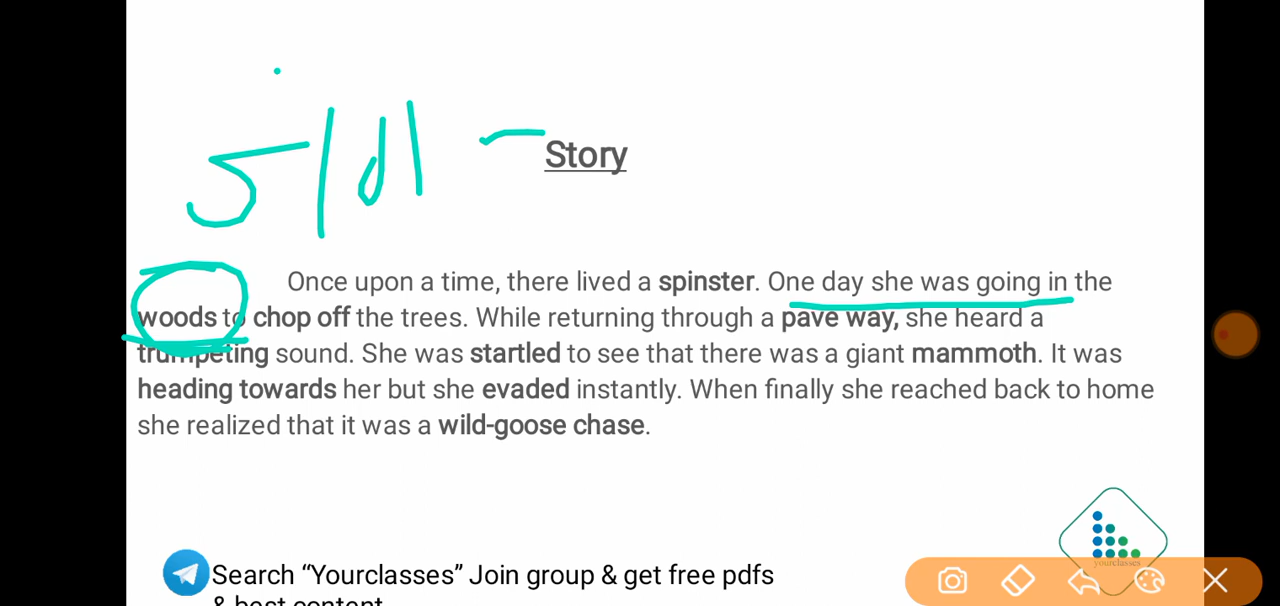 Story
Once upon a time, there lived a spinster. One day she was going in the
woods to chop off the trees. While returning through a pave way, she heard a
trumpeting sound. She was startled to see that there was a giant mammoth. It was
heading towards her but she evaded instantly. When finally she reached back to home
she realized that it was a wild-goose chase.
yourclasses
Search “Yourclasses” Join group & get free pdfs
& best content